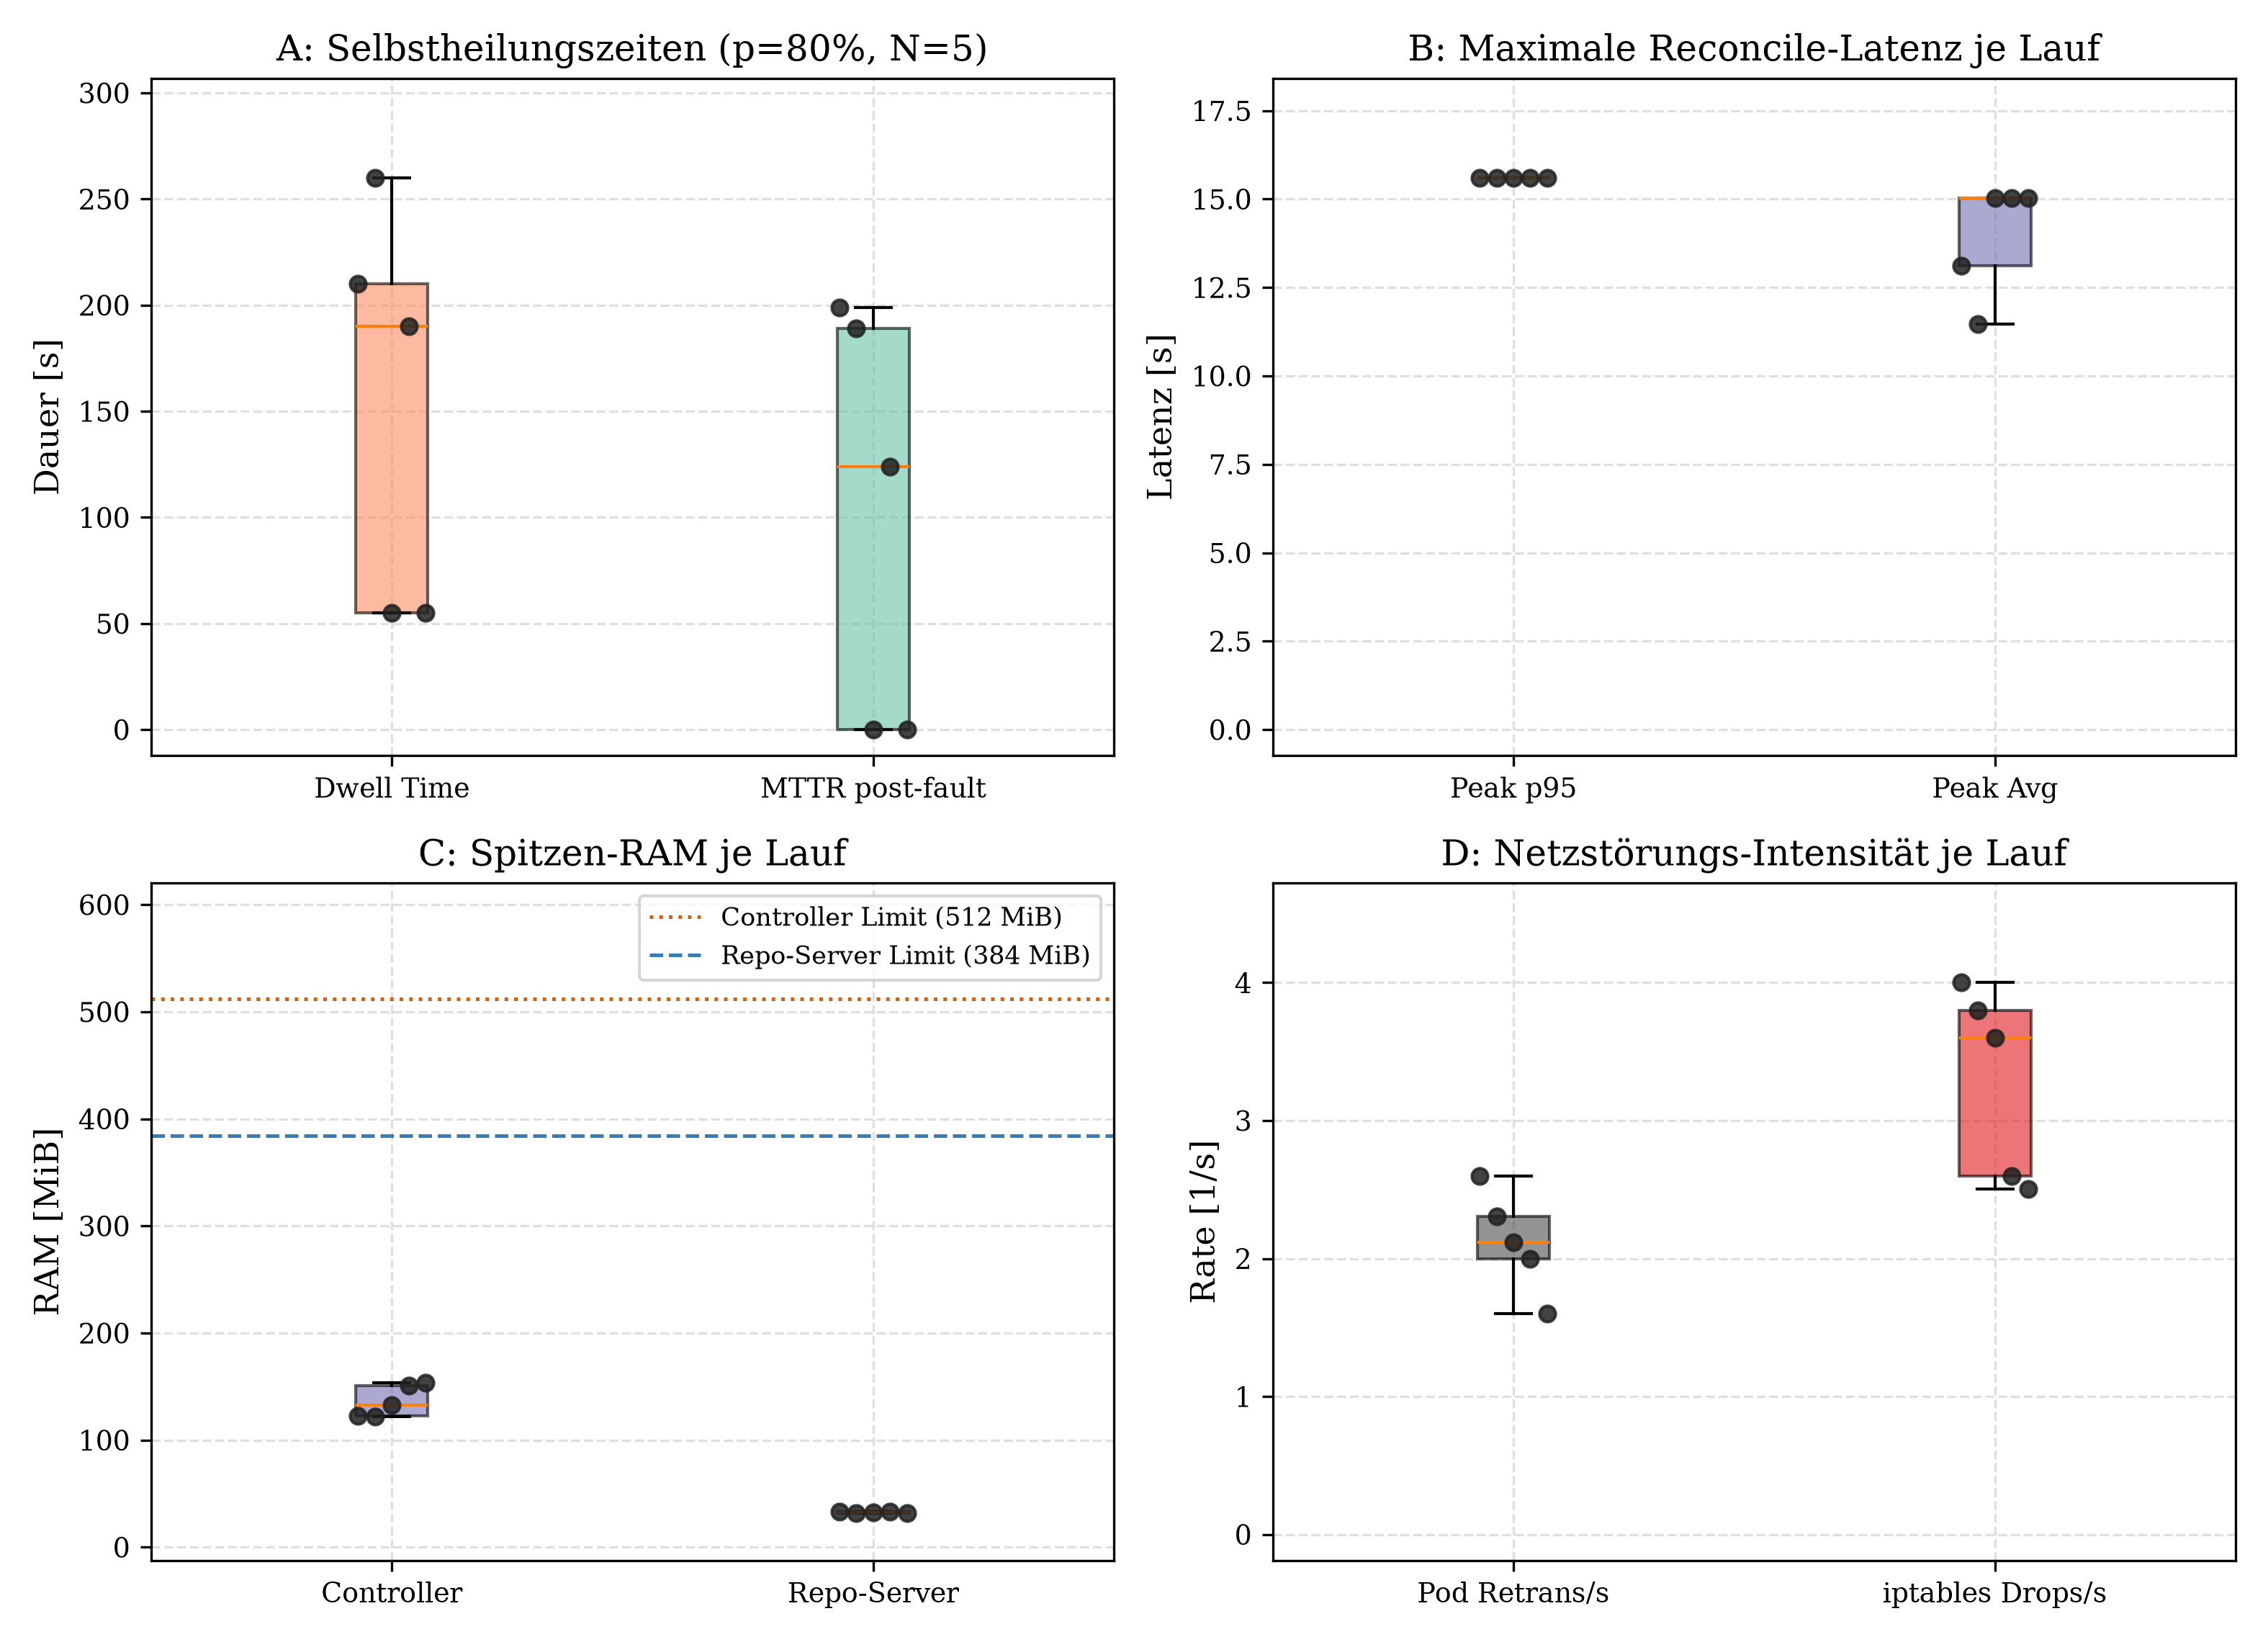 A: Selbstheilungszeiten (p=80%, N=5)
300
250
200
150
100
50
0
Dauer [s]
Dwell Time
MTTR post-fault
B: Maximale Reconcile-Latenz je Lauf
17.5
15.0
12.5
10.0
7.5
5.0
2.5
0.0
Latenz [s]
Peak p95
Peak Avg
C: Spitzen-RAM je Lauf
600
500
400
300
200
100
0
RAM [MiB]
Controller Limit (512 MiB)
Repo-Server Limit (384 MiB)
Controller
Repo-Server
D: Netzstörungs-Intensität je Lauf
4
3
2
1
0
Rate [1/s]
Pod Retrans/s
iptables Drops/s